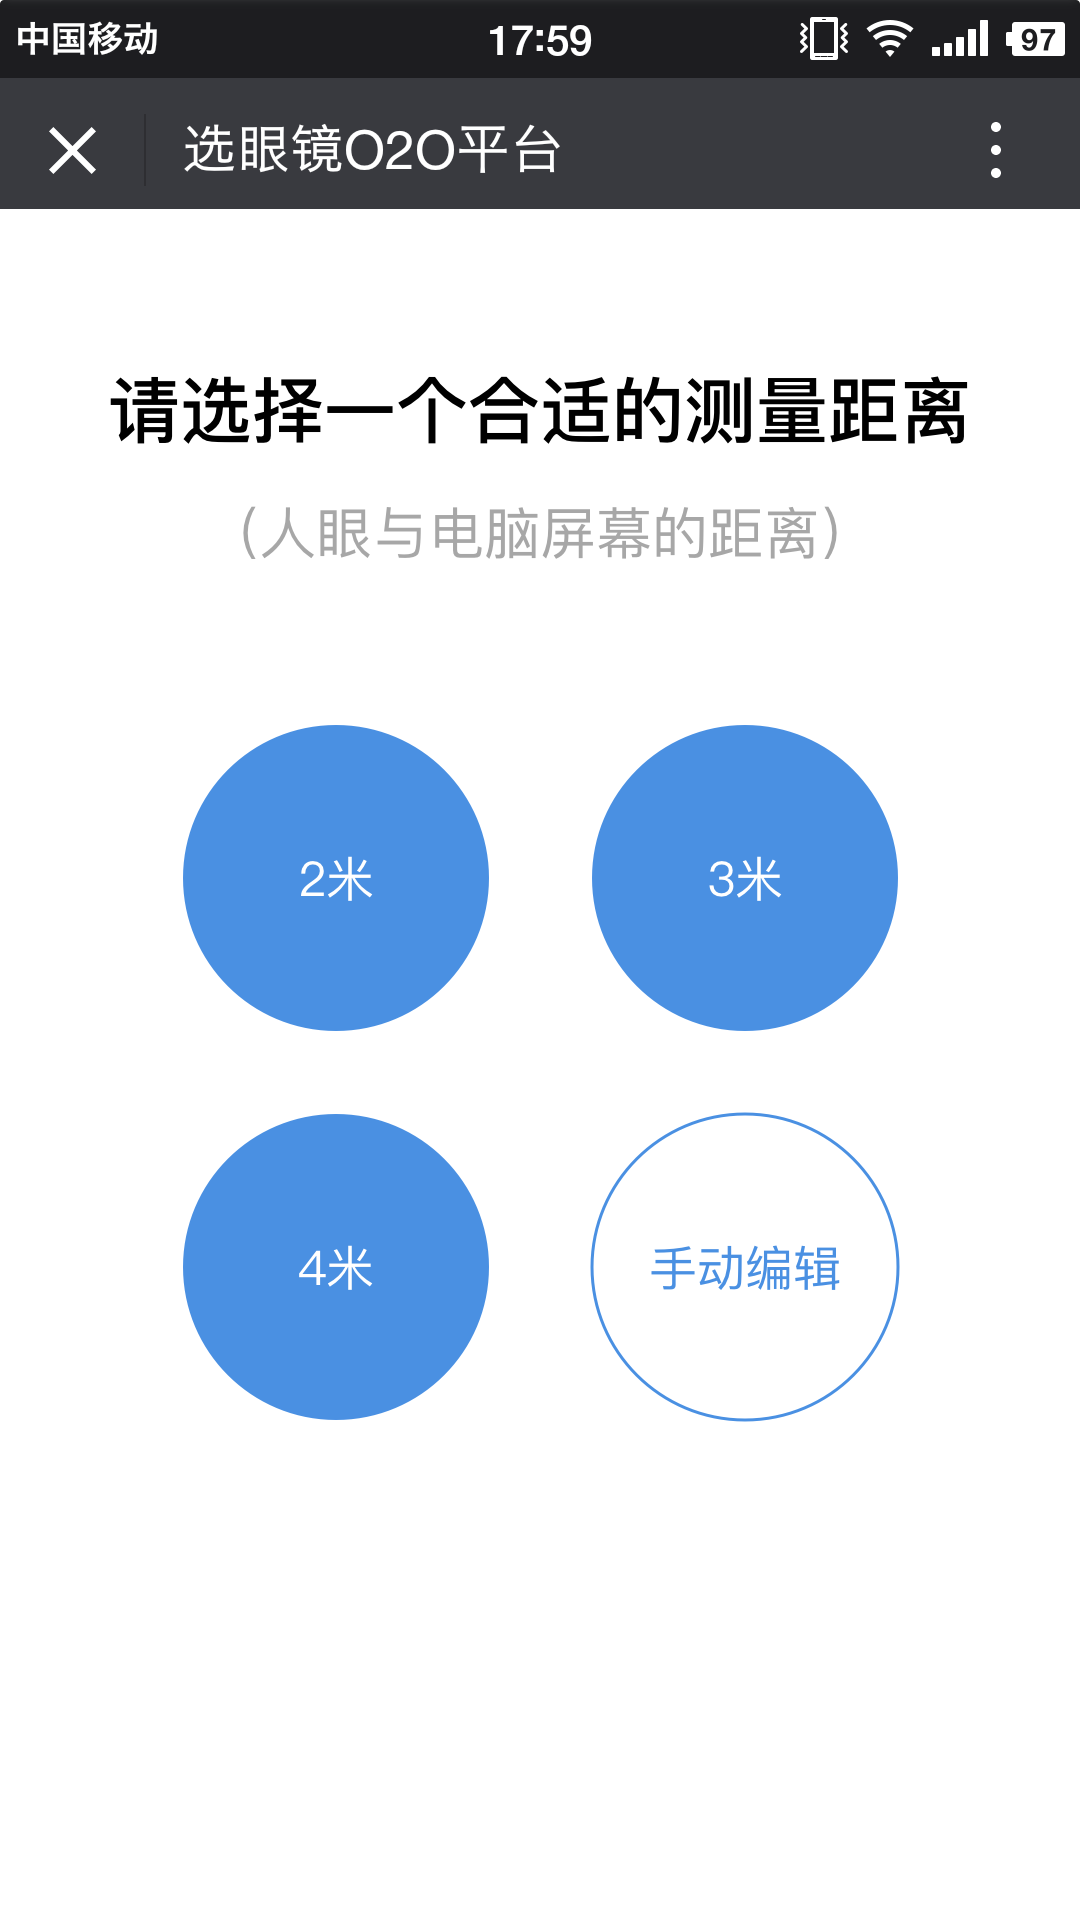 中国移动 17:59 97
选眼镜O2O平台
请选择一个合适的测量距离
（人眼与电脑屏幕的距离）
2米 3米
4米 手动编辑